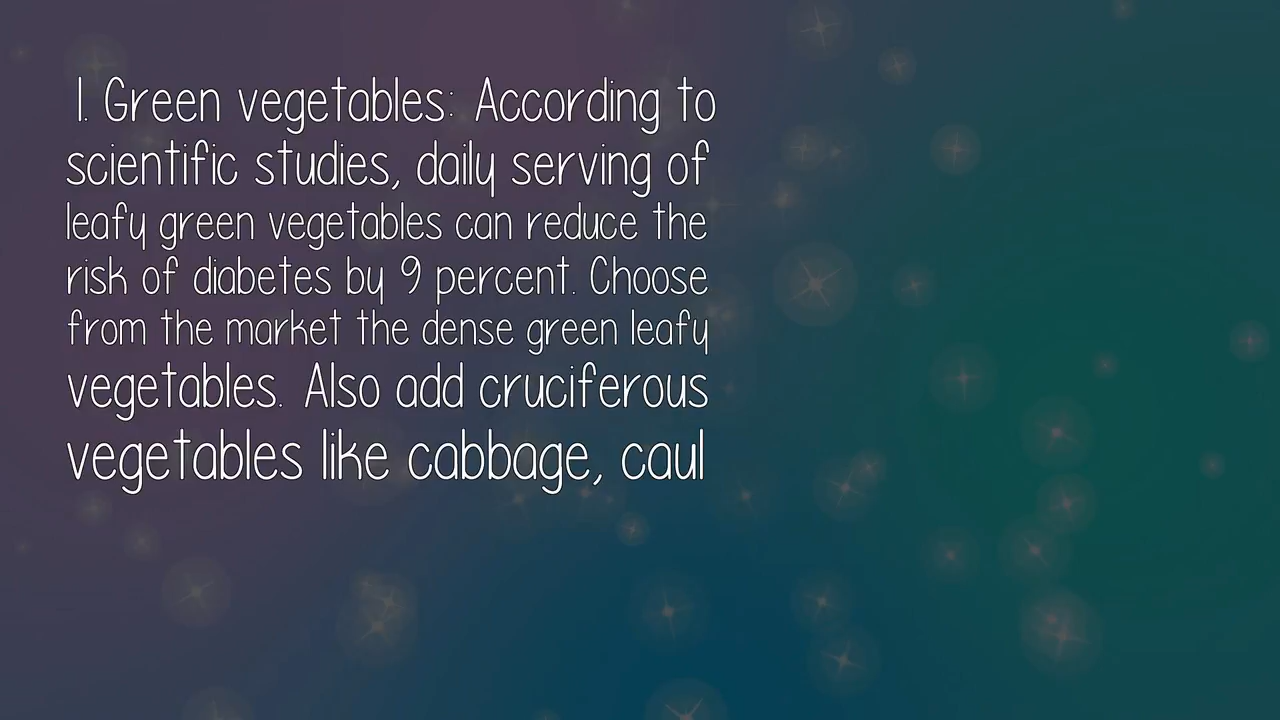 1. Green vegetables: According to
scientific studies, daily serving of
leafy green vegetables can reduce the
risk of diabetes by 9 percent. Choose
from the market the dense green leafy
vegetables. Also add cruciferous
vegetables like cabbage, caul